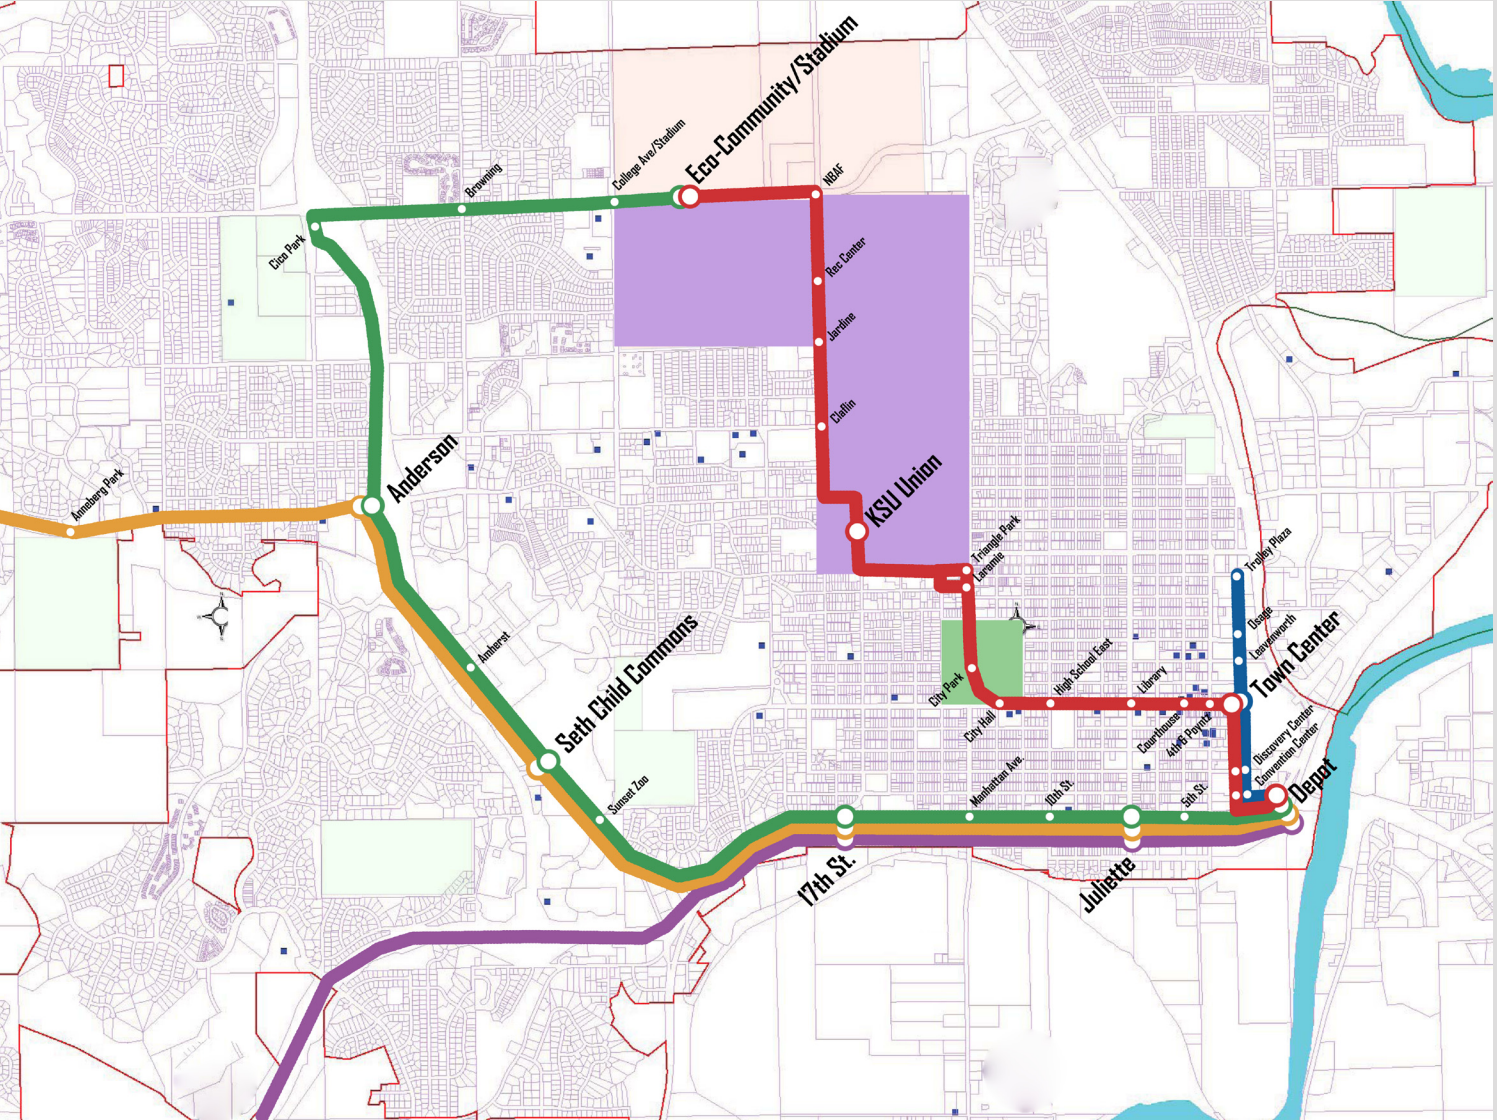 Eco-Community/Stadium
College Ave/Stadium
Browning
NBAF
Cico Park
Rec Center
Jardine
Claflin
Anderson
KSU Union
Anneberg Park
Triangle Park
Laramie
Trolley Plaza
Osage
Leavenworth
Town Center
Amherst
Seth Child Commons
City Park
High School East
Library
City Hall
Courthouse
4th & Poyntz
Discovery Center
Convention Center
Depot
Sunset Zoo
Manhattan Ave.
10th St.
5th St.
17th St.
Juliette